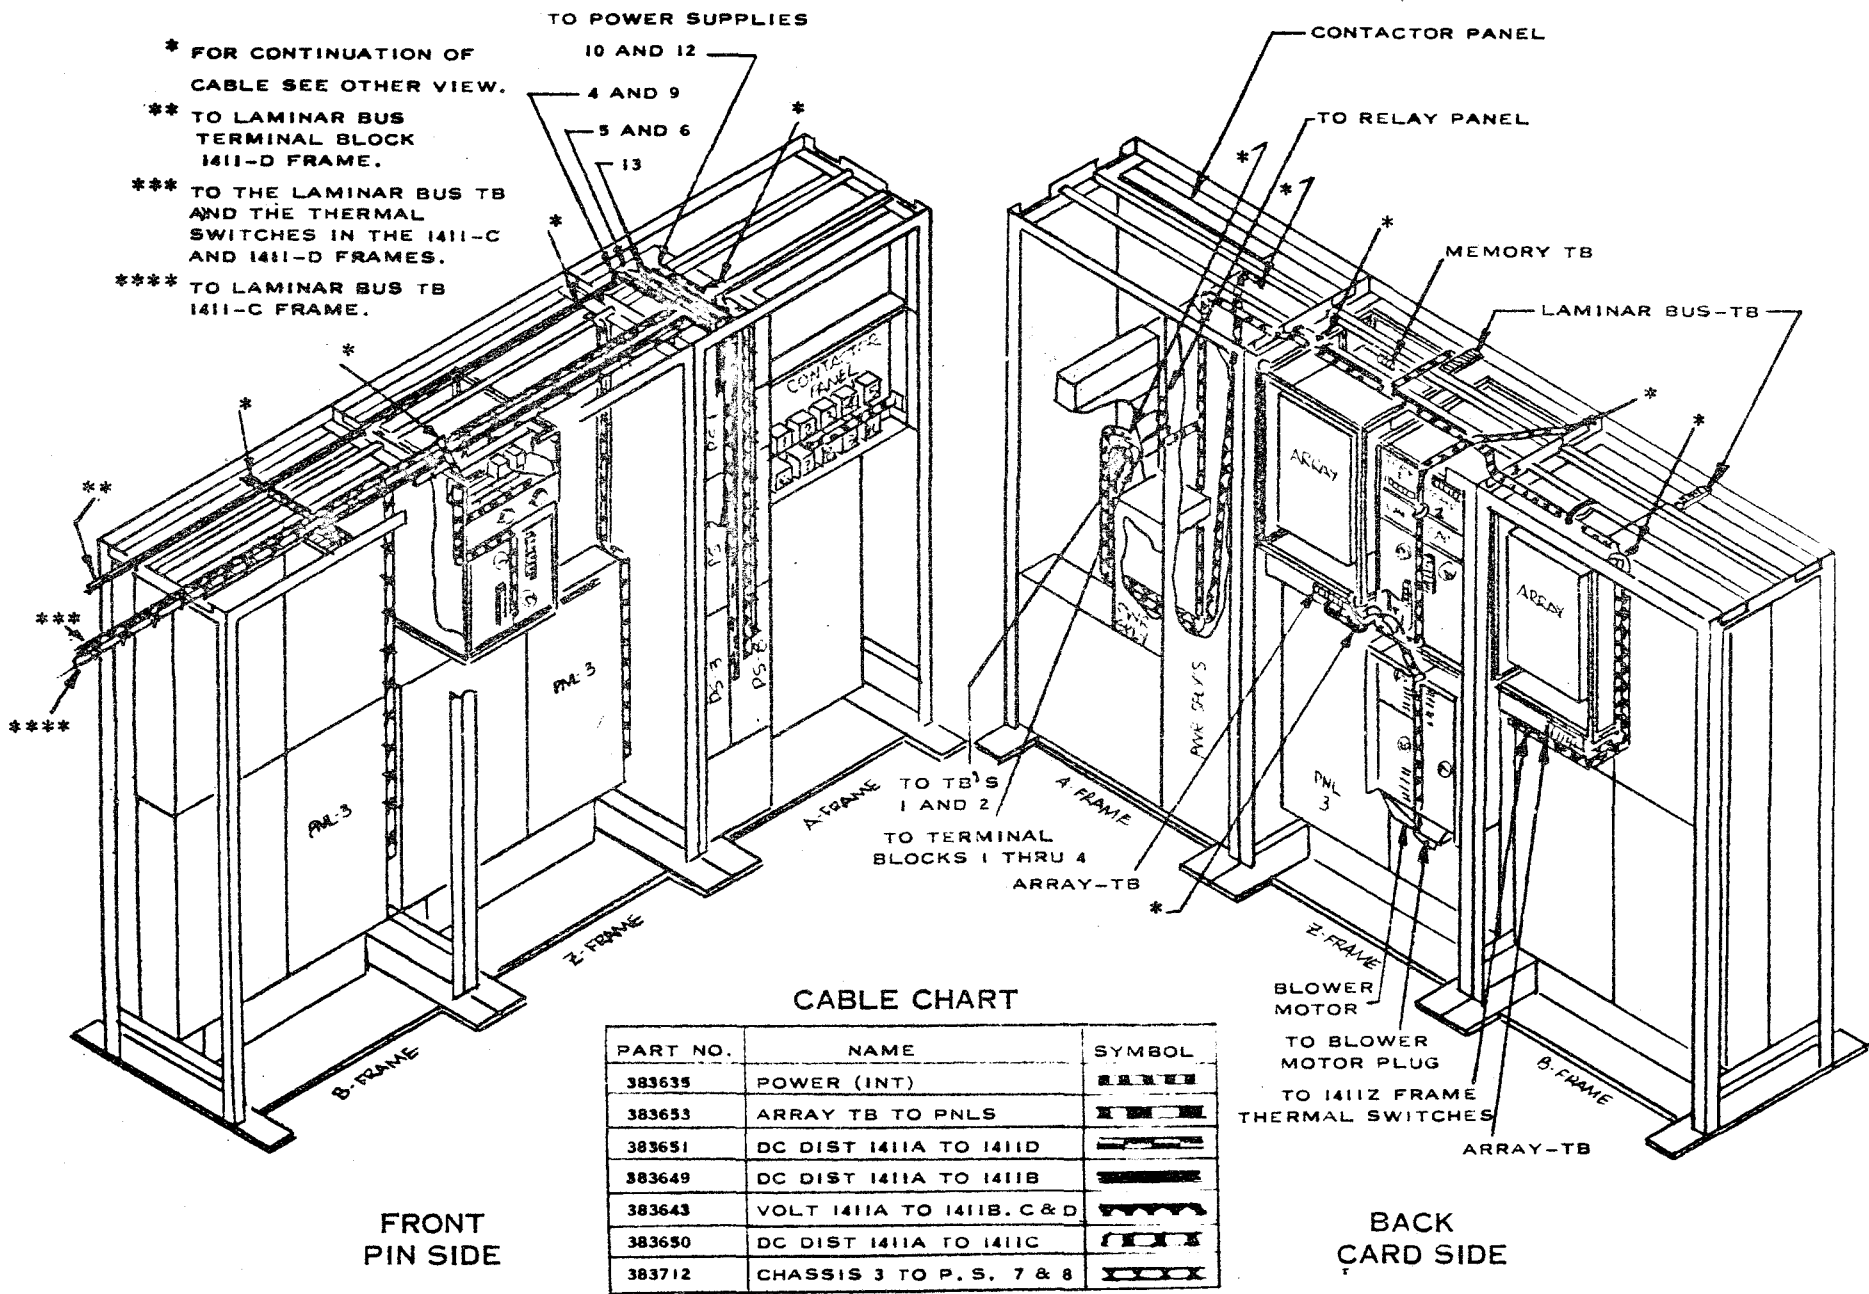 TO POWER SUPPLIES
10 AND 12
4 AND 9
5 AND 6
13
* FOR CONTINUATION OF
CABLE SEE OTHER VIEW.
** TO LAMINAR BUS
TERMINAL BLOCK
1411-D FRAME.
*** TO THE LAMINAR BUS TB
AND THE THERMAL
SWITCHES IN THE 1411-C
AND 1411-D FRAMES.
**** TO LAMINAR BUS TB
1411-C FRAME.
*
*
*
*
**
***
****
CONTACTOR
PANEL
PNL-3
PNL-3
PS-3
PS-8
A-FRAME
Z-FRAME
B-FRAME
CONTACTOR PANEL
TO RELAY PANEL
*
*
*
MEMORY TB
LAMINAR BUS-TB
*
*
ARRAY
ARRAY
PNL
3
TO TB'S
1 AND 2
TO TERMINAL
BLOCKS 1 THRU 4
ARRAY-TB
*
A-FRAME
Z-FRAME
B-FRAME
BLOWER
MOTOR
TO BLOWER
MOTOR PLUG
TO 1411Z FRAME
THERMAL SWITCHES
ARRAY-TB
CABLE CHART
PART NO. NAME SYMBOL
383635 POWER (INT)
383653 ARRAY TB TO PNLS
383651 DC DIST 1411A TO 1411D
383649 DC DIST 1411A TO 1411B
383643 VOLT 1411A TO 1411B. C & D
383650 DC DIST 1411A TO 1411C
383712 CHASSIS 3 TO P. S. 7 & 8
FRONT
PIN SIDE
BACK
CARD SIDE